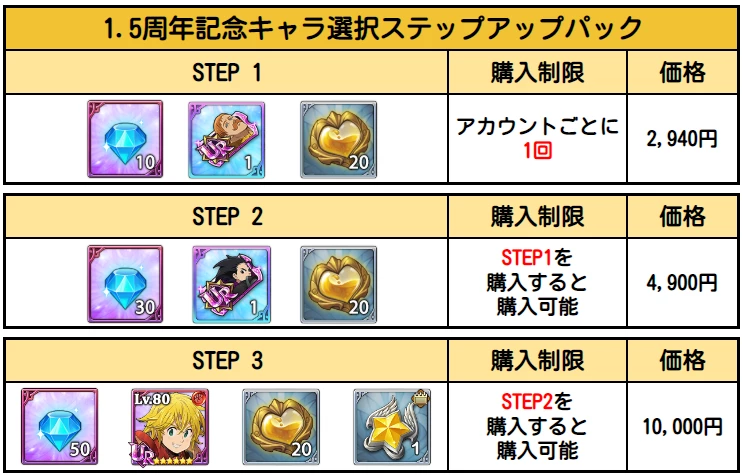 1.5周年記念キャラ選択ステップアップパック
STEP 1
購入制限
価格
10
UR
1
20
アカウントごとに
1回
2,940円
STEP 2
購入制限
価格
30
UR
1
20
STEP1を
購入すると
購入可能
4,900円
STEP 3
購入制限
価格
50
Lv.80
UR
20
1
STEP2を
購入すると
購入可能
10,000円